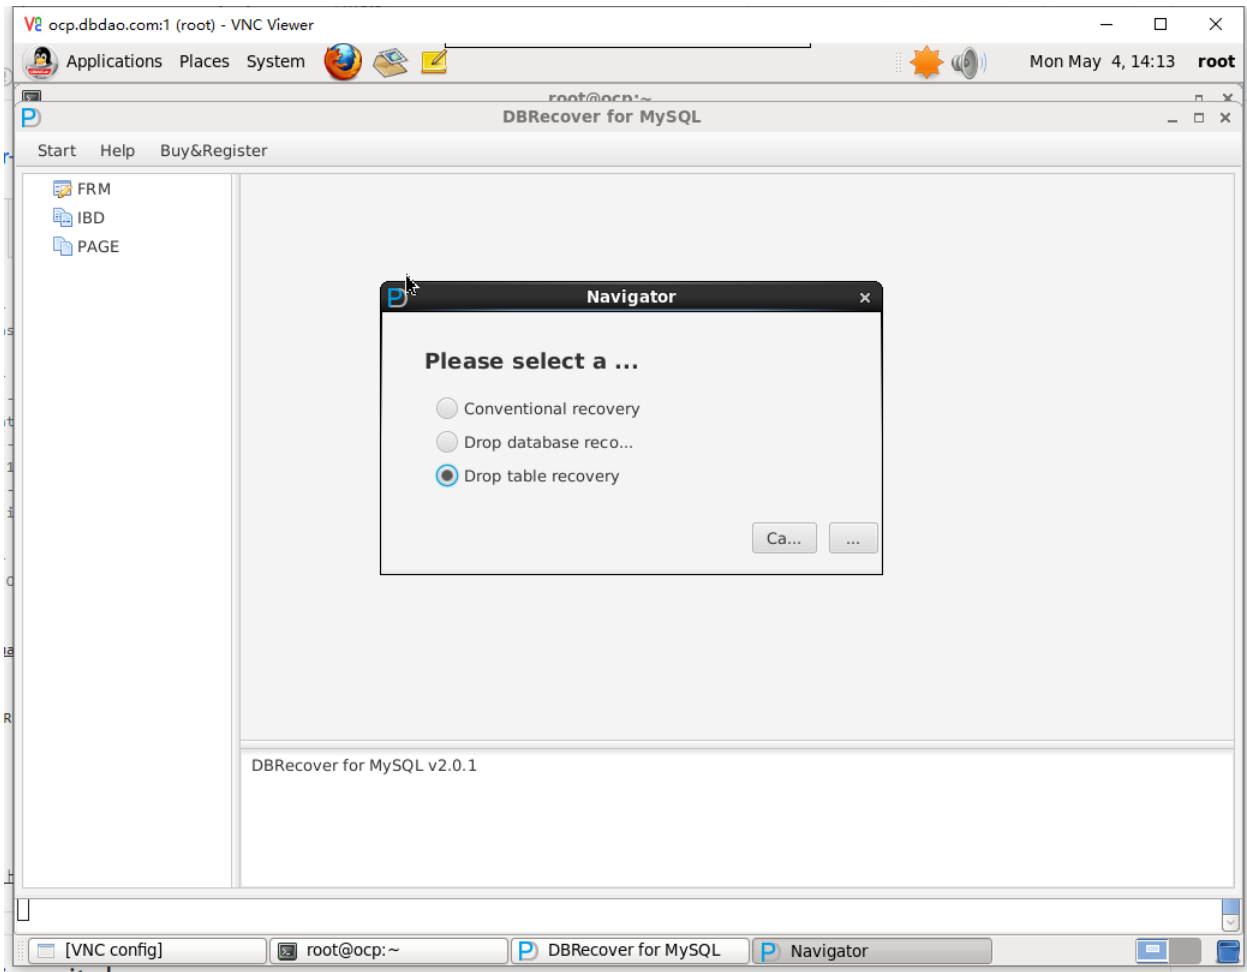 ocp.dbdao.com:1 (root) - VNC Viewer
Applications Places System Mon May 4, 14:13 root
root@ocp:~
DBRecover for MySQL
Start Help Buy&Register
FRM
IBD
PAGE
Navigator
Please select a ...
Conventional recovery
Drop database reco...
Drop table recovery
Ca... ...
DBRecover for MySQL v2.0.1
[VNC config] root@ocp:~ DBRecover for MySQL Navigator